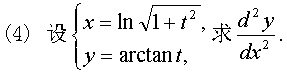 (4) 设 { x = ln √(1+t²), y = arctan t, 求 d²y/dx².